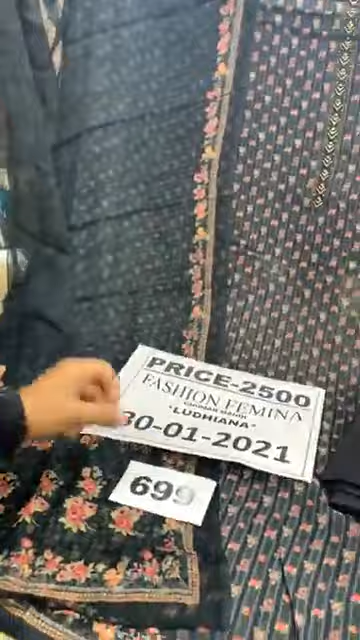 PRICE-2500
FASHION FEMINA
"LUDHIANA"
30-01-2021
699